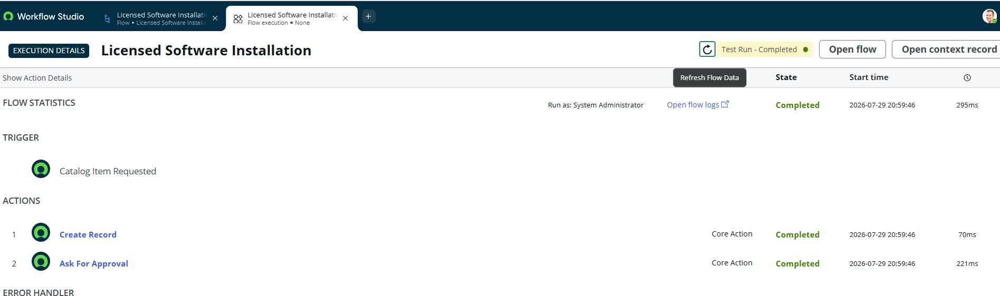 Workflow Studio
Licensed Software Installati
Flow • Licensed Software Installa
Licensed Software Installati
Flow execution • None
EXECUTION DETAILS
Licensed Software Installation
Test Run - Completed
Open flow
Open context record
Show Action Details
Refresh Flow Data
State
Start time
FLOW STATISTICS
Run as: System Administrator
Open flow logs
Completed
2026-07-29 20:59:46
295ms
TRIGGER
Catalog Item Requested
ACTIONS
1
Create Record
Core Action
Completed
2026-07-29 20:59:46
70ms
2
Ask For Approval
Core Action
Completed
2026-07-29 20:59:46
221ms
ERROR HANDLER